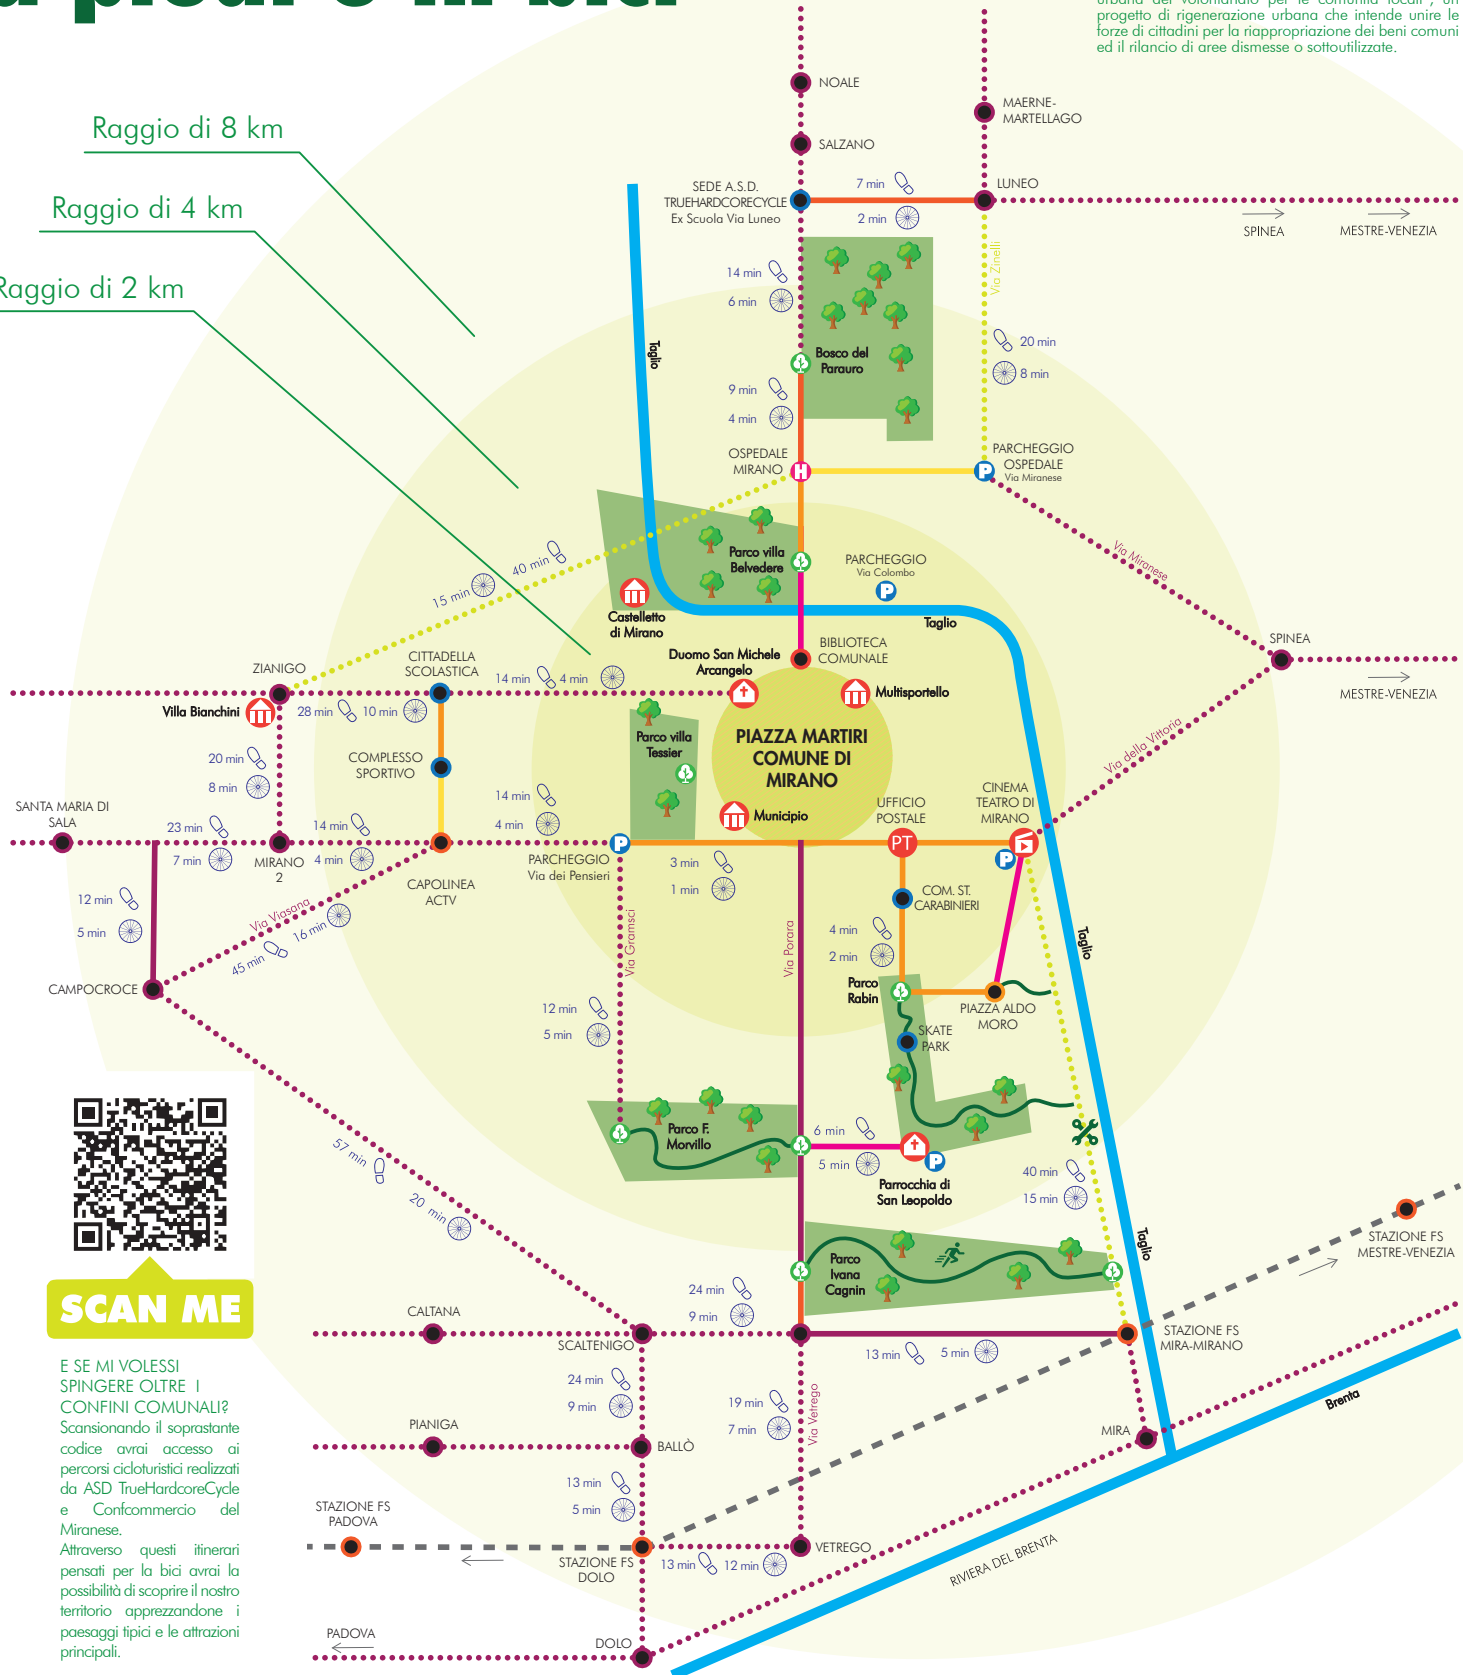 progetto di rigenerazione urbana che intende unire le
forze di cittadini per la riappropriazione dei beni comuni
ed il rilancio di aree dismesse o sottoutilizzate.
Raggio di 8 km
Raggio di 4 km
Raggio di 2 km
NOALE
MAERNE-
MARTELLAGO
SALZANO
SEDE A.S.D.
TRUEHARDCORECYCLE
Ex Scuola Via Luneo
7 min
2 min
LUNEO
SPINEA
MESTRE-VENEZIA
Via Zinelli
14 min
6 min
Taglio
Bosco del
Parauro
20 min
8 min
9 min
4 min
OSPEDALE
MIRANO
H
PARCHEGGIO
OSPEDALE
Via Miranese
P
Via Miranese
40 min
15 min
Parco villa
Belvedere
PARCHEGGIO
Via Colombo
P
Castelletto
di Mirano
Taglio
BIBLIOTECA
COMUNALE
Duomo San Michele
Arcangelo
SPINEA
MESTRE-VENEZIA
ZIANIGO
CITTADELLA
SCOLASTICA
14 min
4 min
Villa Bianchini
28 min
10 min
Multisportello
Parco villa
Tessier
PIAZZA MARTIRI
COMUNE DI
MIRANO
Via della Vittoria
20 min
8 min
COMPLESSO
SPORTIVO
SANTA MARIA DI
SALA
14 min
4 min
Municipio
UFFICIO
POSTALE
PT
CINEMA
TEATRO DI
MIRANO
P
23 min
7 min
MIRANO
2
14 min
4 min
P
PARCHEGGIO
Via dei Pensieri
3 min
1 min
CAPOLINEA
ACTV
COM. ST.
CARABINIERI
12 min
5 min
Via Viasana
45 min
16 min
Via Gramsci
Via Porara
4 min
2 min
Taglio
CAMPOCROCE
Parco
Rabin
PIAZZA ALDO
MORO
12 min
5 min
SKATE
PARK
Parco F.
Morvillo
6 min
5 min
P
Parrocchia di
San Leopoldo
57 min
20 min
40 min
15 min
Taglio
STAZIONE FS
MESTRE-VENEZIA
Parco
Ivana
Cagnin
SCAN ME
24 min
9 min
CALTANA
SCALTENIGO
13 min
5 min
STAZIONE FS
MIRA-MIRANO
E SE MI VOLESSI
SPINGERE OLTRE I
CONFINI COMUNALI?
Scansionando il soprastante
codice avrai accesso ai
percorsi cicloturistici realizzati
da ASD TrueHardcoreCycle
e Confcommercio del
Miranese.
Attraverso questi itinerari
pensati per la bici avrai la
possibilità di scoprire il nostro
territorio apprezzandone i
paesaggi tipici e le attrazioni
principali.
24 min
9 min
19 min
7 min
Via Vetrego
Brenta
PIANIGA
BALLÒ
MIRA
13 min
5 min
STAZIONE FS
PADOVA
STAZIONE FS
DOLO
13 min
12 min
VETREGO
RIVIERA DEL BRENTA
PADOVA
DOLO